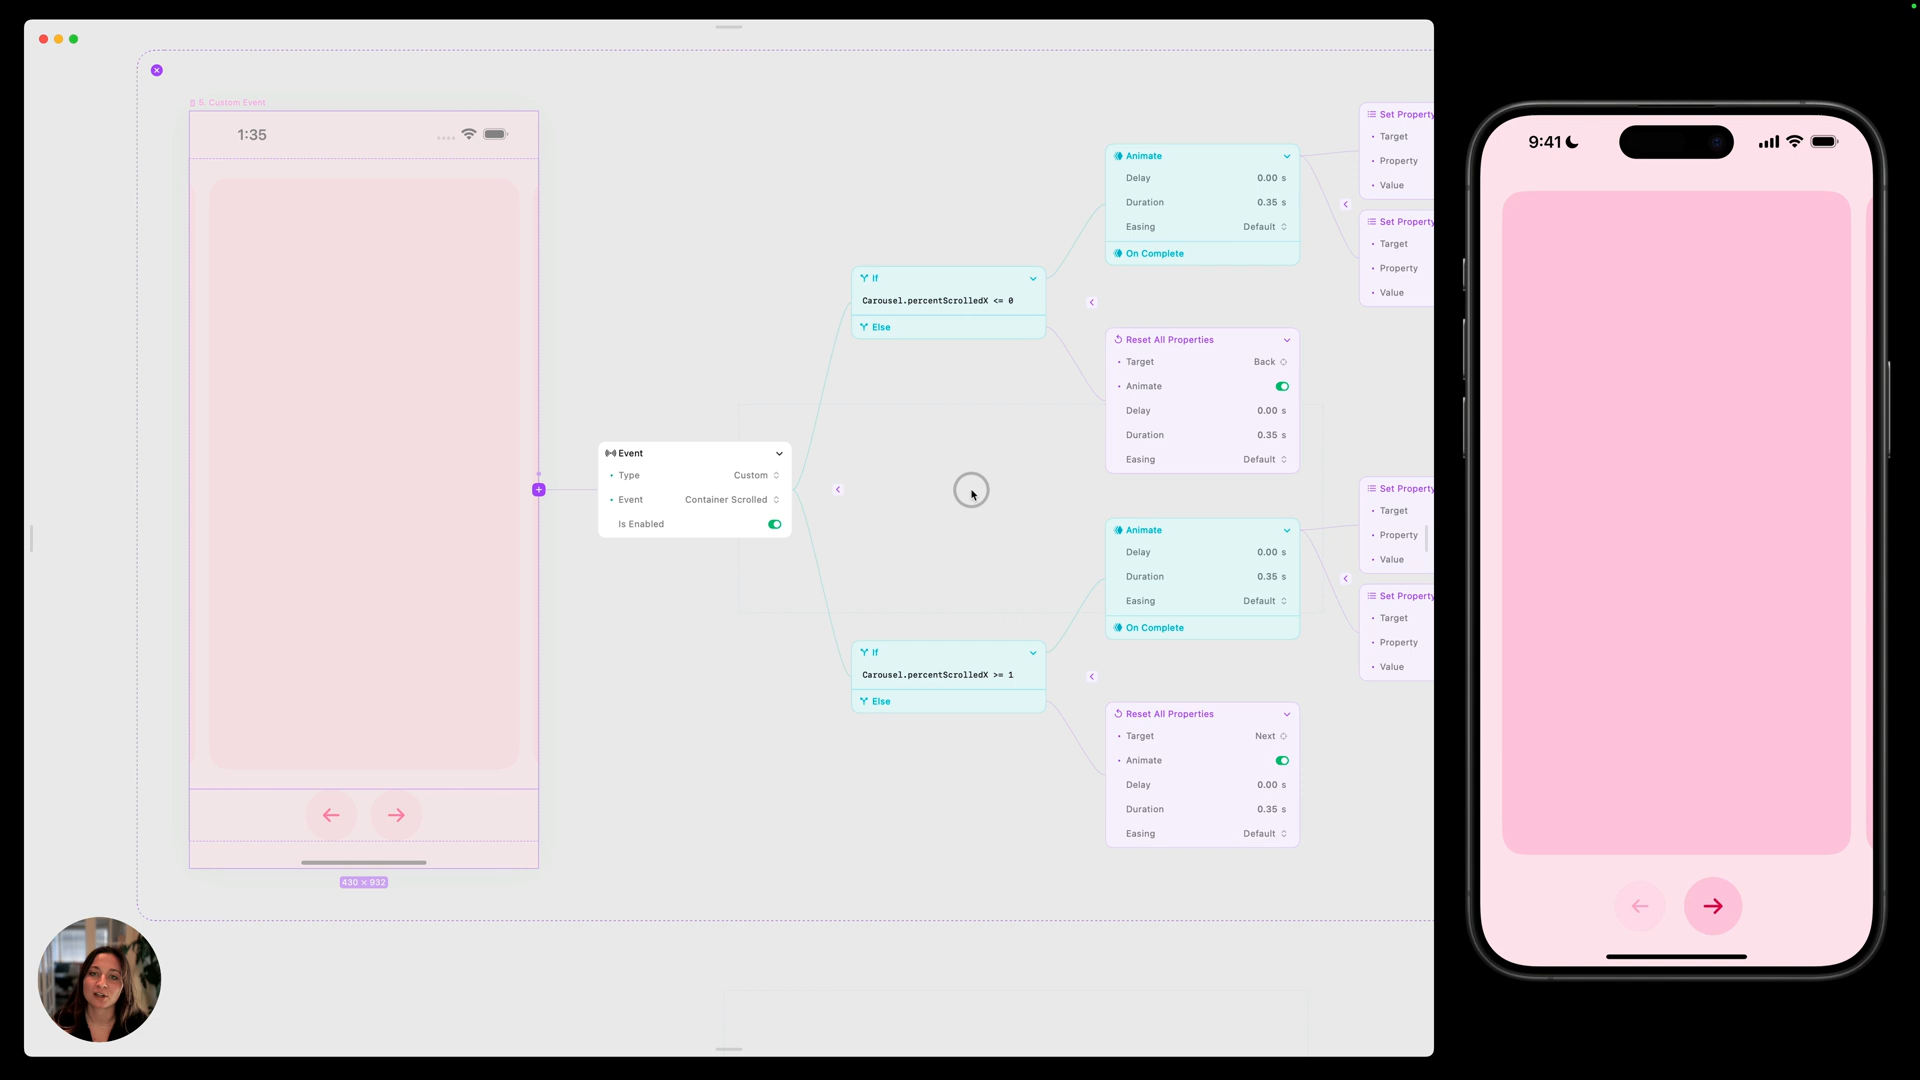 5. Custom Event
1:35
430 × 932
Event
Type Custom
Event Container Scrolled
Is Enabled
If
Carousel.percentScrolledX <= 0
Else
If
Carousel.percentScrolledX >= 1
Else
Animate
Delay 0.00 s
Duration 0.35 s
Easing Default
On Complete
Reset All Properties
Target Back
Animate
Delay 0.00 s
Duration 0.35 s
Easing Default
Animate
Delay 0.00 s
Duration 0.35 s
Easing Default
On Complete
Reset All Properties
Target Next
Animate
Delay 0.00 s
Duration 0.35 s
Easing Default
Set Property
Target
Property
Value
Set Property
Target
Property
Value
Set Property
Target
Property
Value
Set Property
Target
Property
Value
9:41